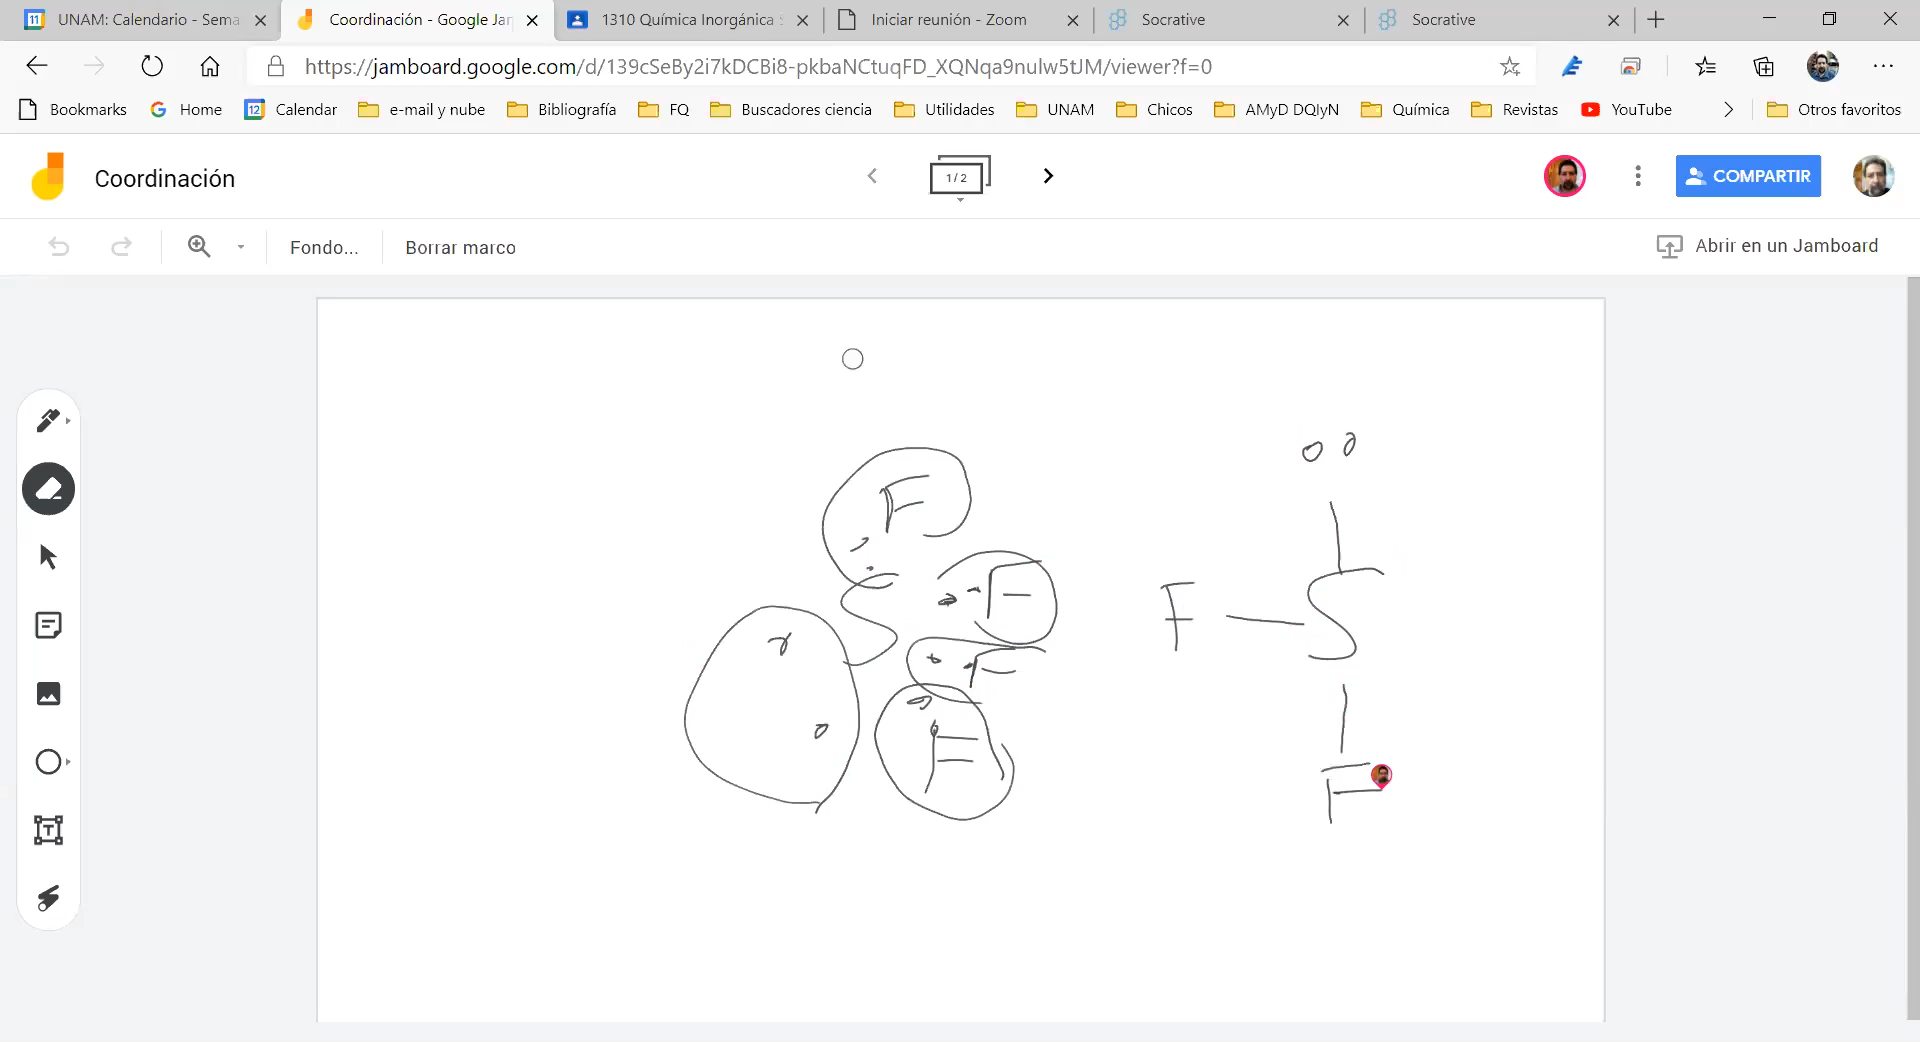 UNAM: Calendario - Sema
Coordinación - Google Jar
1310 Química Inorgánica
Iniciar reunión - Zoom
Socrative
Socrative
https://jamboard.google.com/d/139cSeBy2i7kDCBi8-pkbaNCtuqFD_XQNqa9nulw5tJM/viewer?f=0
Bookmarks
Home
Calendar
e-mail y nube
Bibliografía
FQ
Buscadores ciencia
Utilidades
UNAM
Chicos
AMyD DQIyN
Química
Revistas
YouTube
Otros favoritos
Coordinación
1 / 2
COMPARTIR
Fondo...
Borrar marco
Abrir en un Jamboard
F
S F
F
F
F — S
F